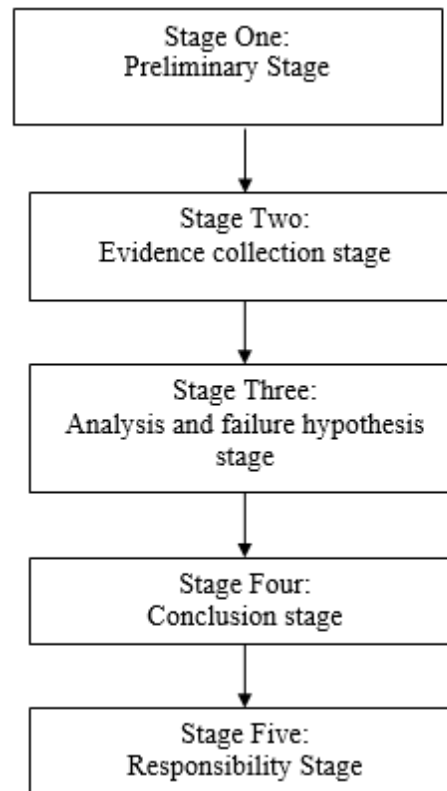 Stage One:
Preliminary Stage
Stage Two:
Evidence collection stage
Stage Three:
Analysis and failure hypothesis
stage
Stage Four:
Conclusion stage
Stage Five:
Responsibility Stage